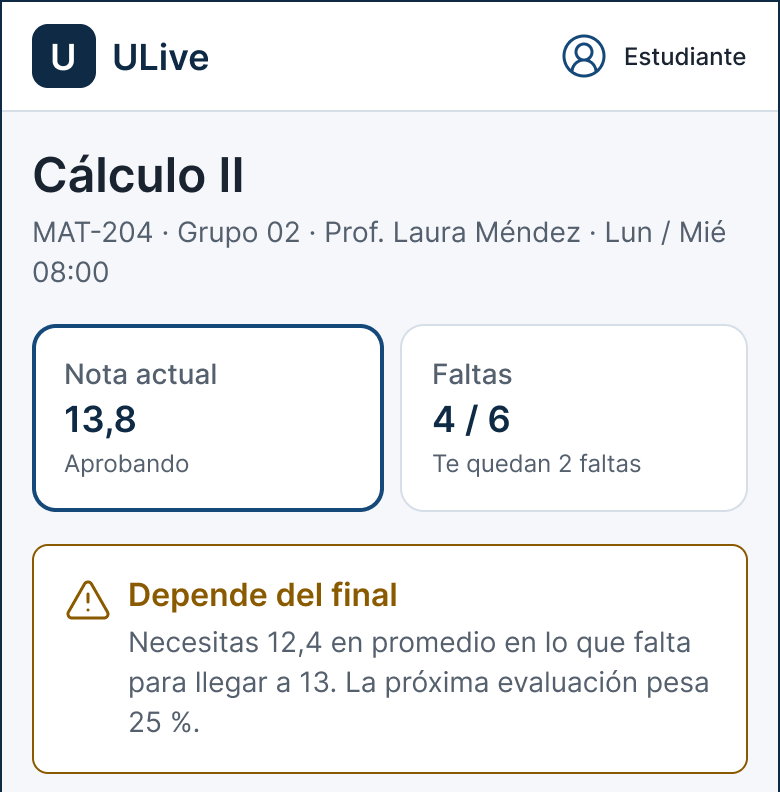 U ULive Estudiante
Cálculo II
MAT-204 · Grupo 02 · Prof. Laura Méndez · Lun / Mié
08:00
Nota actual
13,8
Aprobando
Faltas
4 / 6
Te quedan 2 faltas
Depende del final
Necesitas 12,4 en promedio en lo que falta
para llegar a 13. La próxima evaluación pesa
25 %.